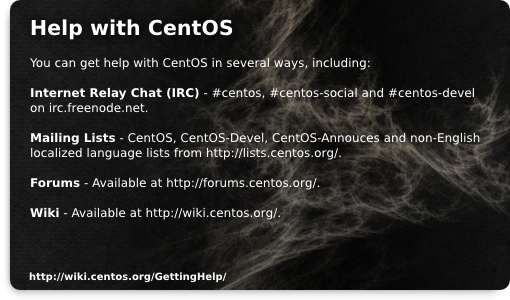 Help with CentOS
You can get help with CentOS in several ways, including:
Internet Relay Chat (IRC) - #centos, #centos-social and #centos-devel
on irc.freenode.net.
Mailing Lists - CentOS, CentOS-Devel, CentOS-Annouces and non-English
localized language lists from http://lists.centos.org/.
Forums - Available at http://forums.centos.org/.
Wiki - Available at http://wiki.centos.org/.
http://wiki.centos.org/GettingHelp/